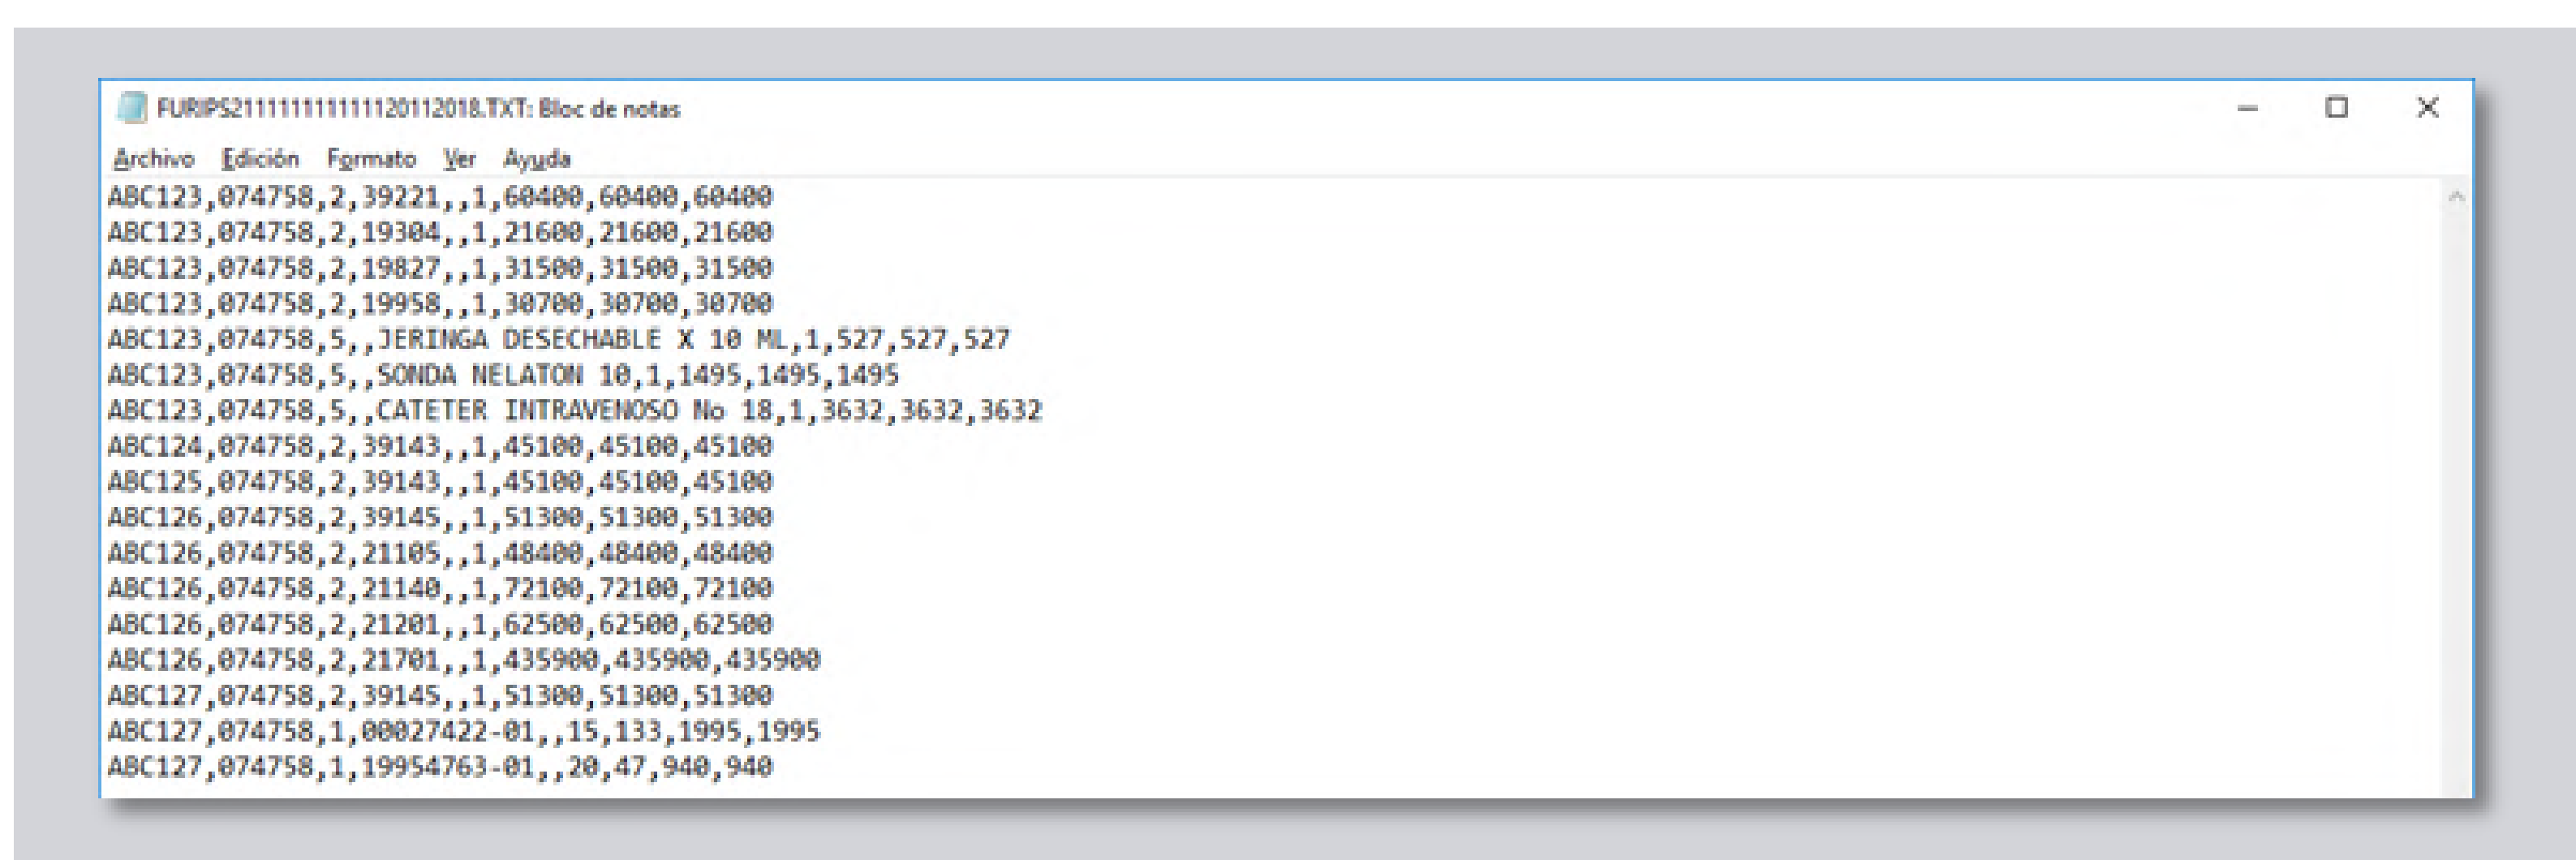 FURIPS211111111111120112018.TXT: Bloc de notas
Archivo Edición Formato Ver Ayuda
ABC123,074758,2,39221,,1,60400,60400,60400
ABC123,074758,2,19304,,1,21600,21600,21600
ABC123,074758,2,19827,,1,31500,31500,31500
ABC123,074758,2,19958,,1,30700,30700,30700
ABC123,074758,5,,JERINGA DESECHABLE X 10 ML,1,527,527,527
ABC123,074758,5,,SONDA NELATON 10,1,1495,1495,1495
ABC123,074758,5,,CATETER INTRAVENOSO No 18,1,3632,3632,3632
ABC124,074758,2,39143,,1,45100,45100,45100
ABC125,074758,2,39143,,1,45100,45100,45100
ABC126,074758,2,39145,,1,51300,51300,51300
ABC126,074758,2,21105,,1,48400,48400,48400
ABC126,074758,2,21140,,1,72100,72100,72100
ABC126,074758,2,21201,,1,62500,62500,62500
ABC126,074758,2,21701,,1,435900,435900,435900
ABC127,074758,2,39145,,1,51300,51300,51300
ABC127,074758,1,00027422-01,,15,133,1995,1995
ABC127,074758,1,19954763-01,,20,47,940,940